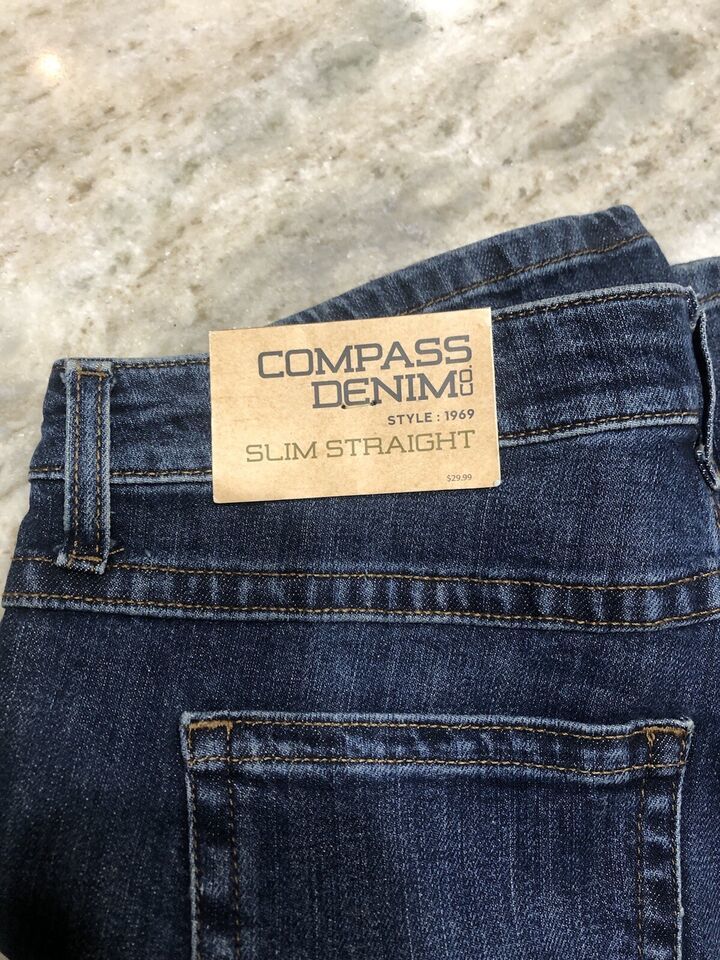 COMPASS
DENIM CO.
STYLE : 1969
SLIM STRAIGHT
$29.99